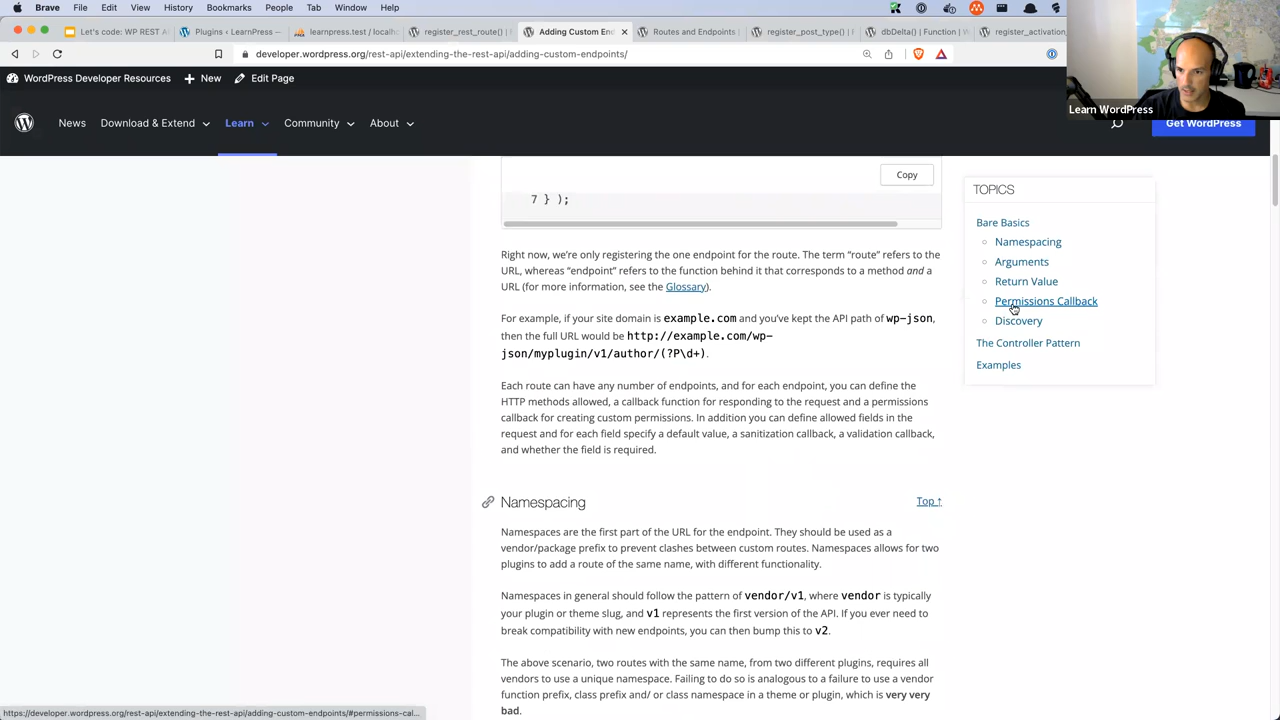 Brave File Edit View History Bookmarks People Tab Window Help
Let's code: WP REST A
Plugins ‹ LearnPress —
learnpress.test / localh
register_rest_route() |
Adding Custom En
Routes and Endpoints |
register_post_type() |
dbDelta() | Function | W
register_activation_
developer.wordpress.org/rest-api/extending-the-rest-api/adding-custom-endpoints/
WordPress Developer Resources New Edit Page
Learn WordPress
News Download & Extend Learn Community About Get WordPress
Copy
7 } );
Right now, we're only registering the one endpoint for the route. The term “route” refers to the
URL, whereas “endpoint” refers to the function behind it that corresponds to a method and a
URL (for more information, see the Glossary).
For example, if your site domain is example.com and you've kept the API path of wp-json,
then the full URL would be http://example.com/wp-
json/myplugin/v1/author/(?P\d+).
Each route can have any number of endpoints, and for each endpoint, you can define the
HTTP methods allowed, a callback function for responding to the request and a permissions
callback for creating custom permissions. In addition you can define allowed fields in the
request and for each field specify a default value, a sanitization callback, a validation callback,
and whether the field is required.
Namespacing Top ↑
Namespaces are the first part of the URL for the endpoint. They should be used as a
vendor/package prefix to prevent clashes between custom routes. Namespaces allows for two
plugins to add a route of the same name, with different functionality.
Namespaces in general should follow the pattern of vendor/v1, where vendor is typically
your plugin or theme slug, and v1 represents the first version of the API. If you ever need to
break compatibility with new endpoints, you can then bump this to v2.
The above scenario, two routes with the same name, from two different plugins, requires all
vendors to use a unique namespace. Failing to do so is analogous to a failure to use a vendor
function prefix, class prefix and/ or class namespace in a theme or plugin, which is very very
bad.
TOPICS
Bare Basics
Namespacing
Arguments
Return Value
Permissions Callback
Discovery
The Controller Pattern
Examples
https://developer.wordpress.org/rest-api/extending-the-rest-api/adding-custom-endpoints/#permissions-cal...